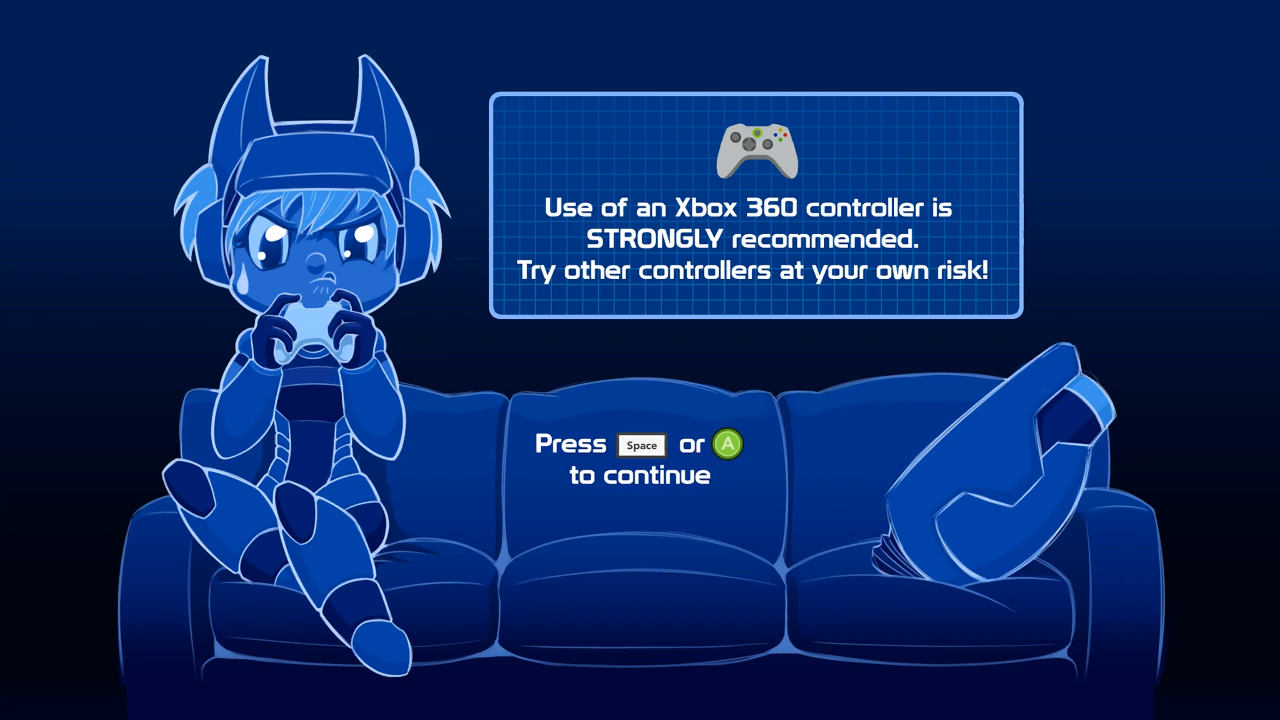 Use of an Xbox 360 controller is
STRONGLY recommended.
Try other controllers at your own risk!
Press Space or A
to continue